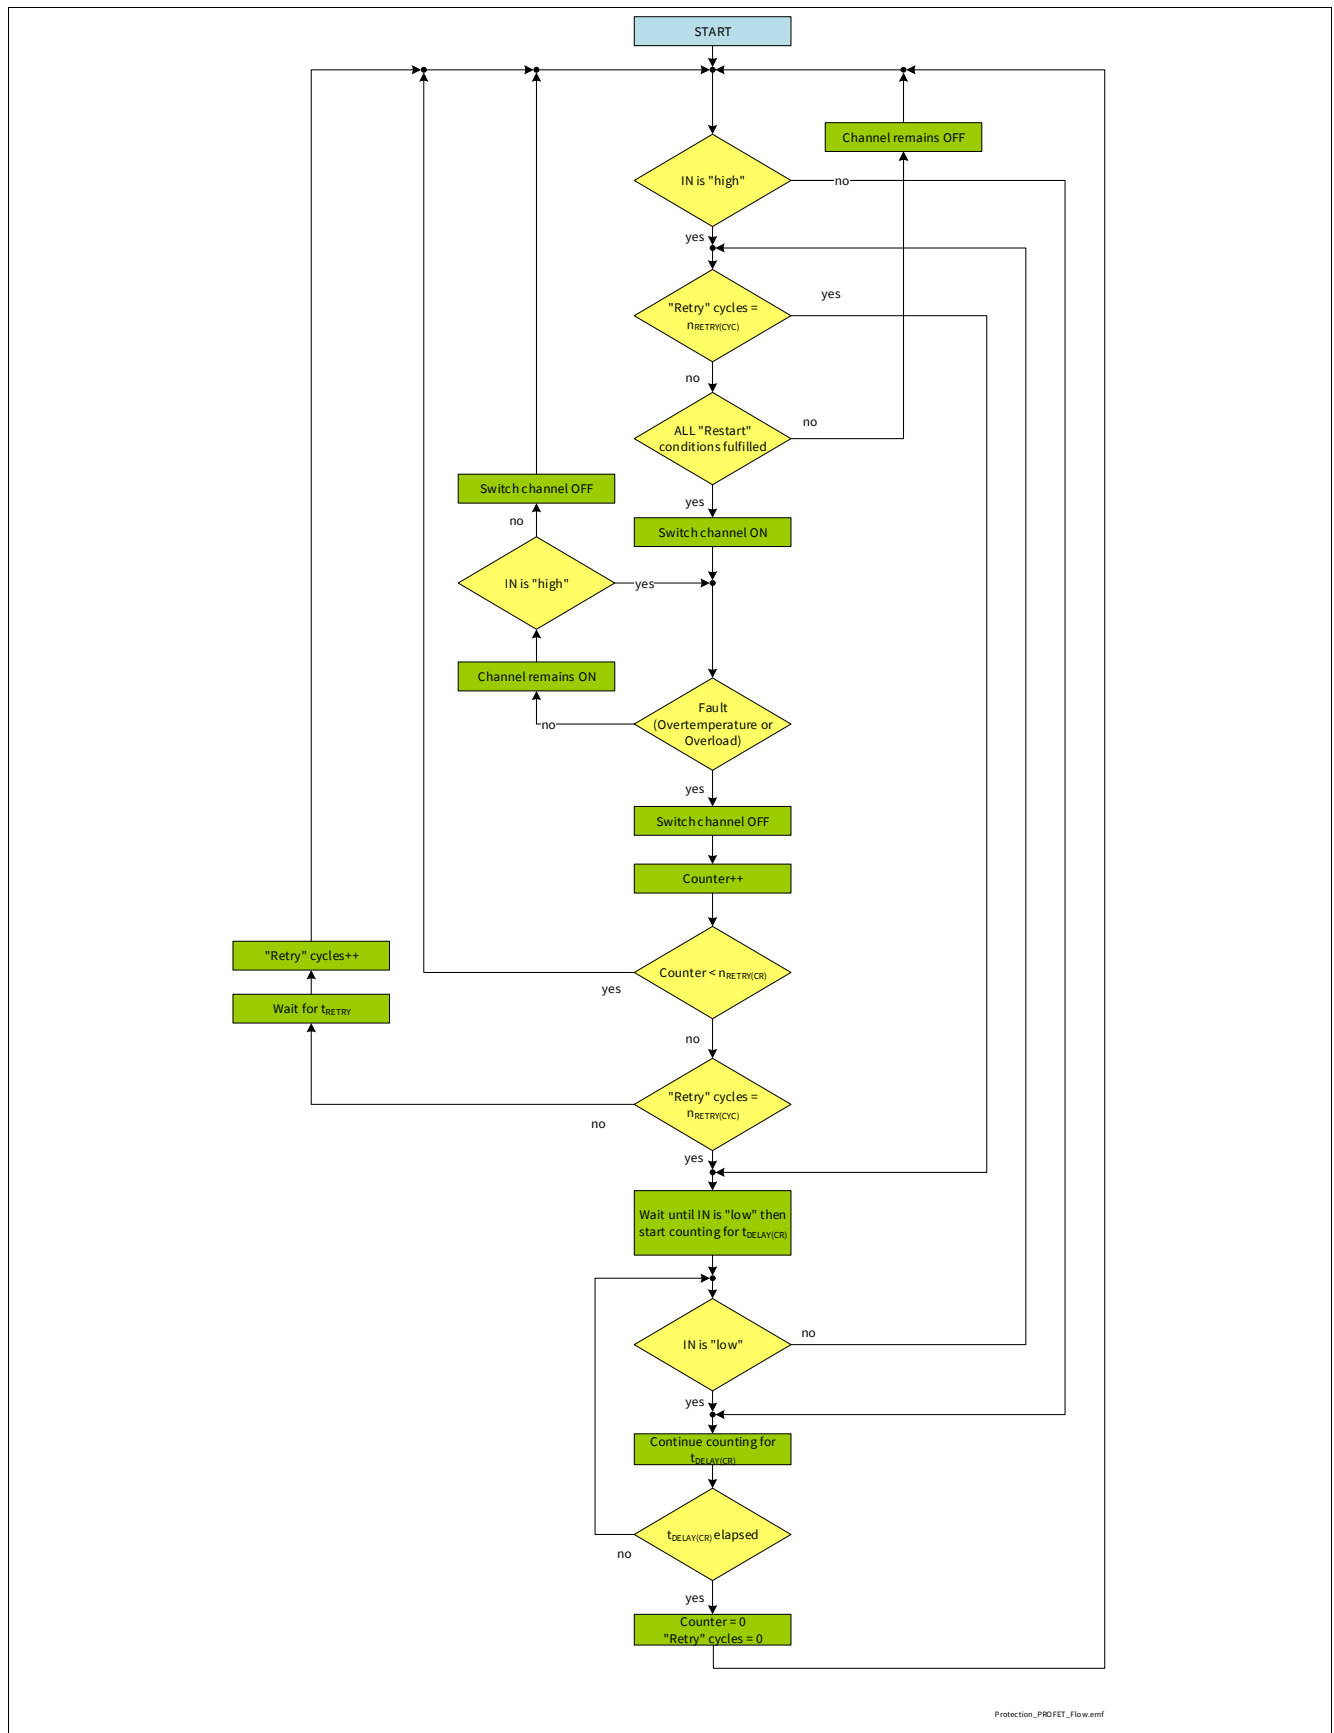 START
Channel remains OFF
IN is "high"
no
yes
"Retry" cycles =
nRETRY(CYC)
yes
no
ALL "Restart"
conditions fulfilled
no
yes
Switch channel OFF
no
Switch channel ON
IN is "high"
yes
Channel remains ON
no
Fault
(Overtemperature or
Overload)
yes
Switch channel OFF
Counter++
"Retry" cycles++
Counter < nRETRY(CR)
yes
Wait for tRETRY
no
"Retry" cycles =
nRETRY(CYC)
no
yes
Wait until IN is "low" then
start counting for tDELAY(CR)
IN is "low"
no
yes
Continue counting for
tDELAY(CR)
tDELAY(CR) elapsed
no
yes
Counter = 0
"Retry" cycles = 0
Protection_PROFET_Flow.emf